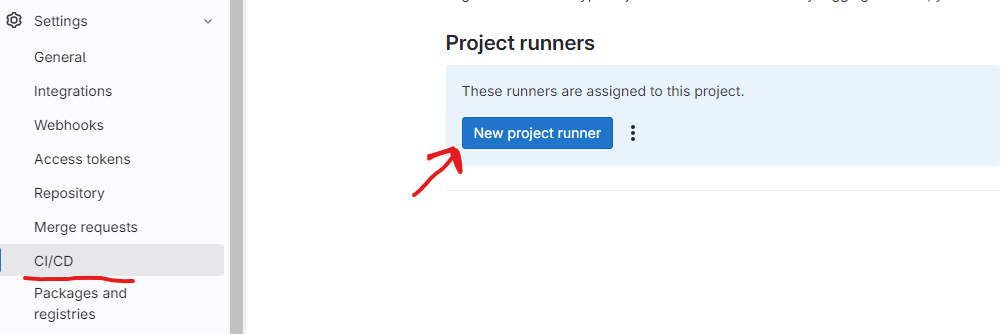 Settings
General
Integrations
Webhooks
Access tokens
Repository
Merge requests
CI/CD
Packages and
registries
Project runners
These runners are assigned to this project.
New project runner